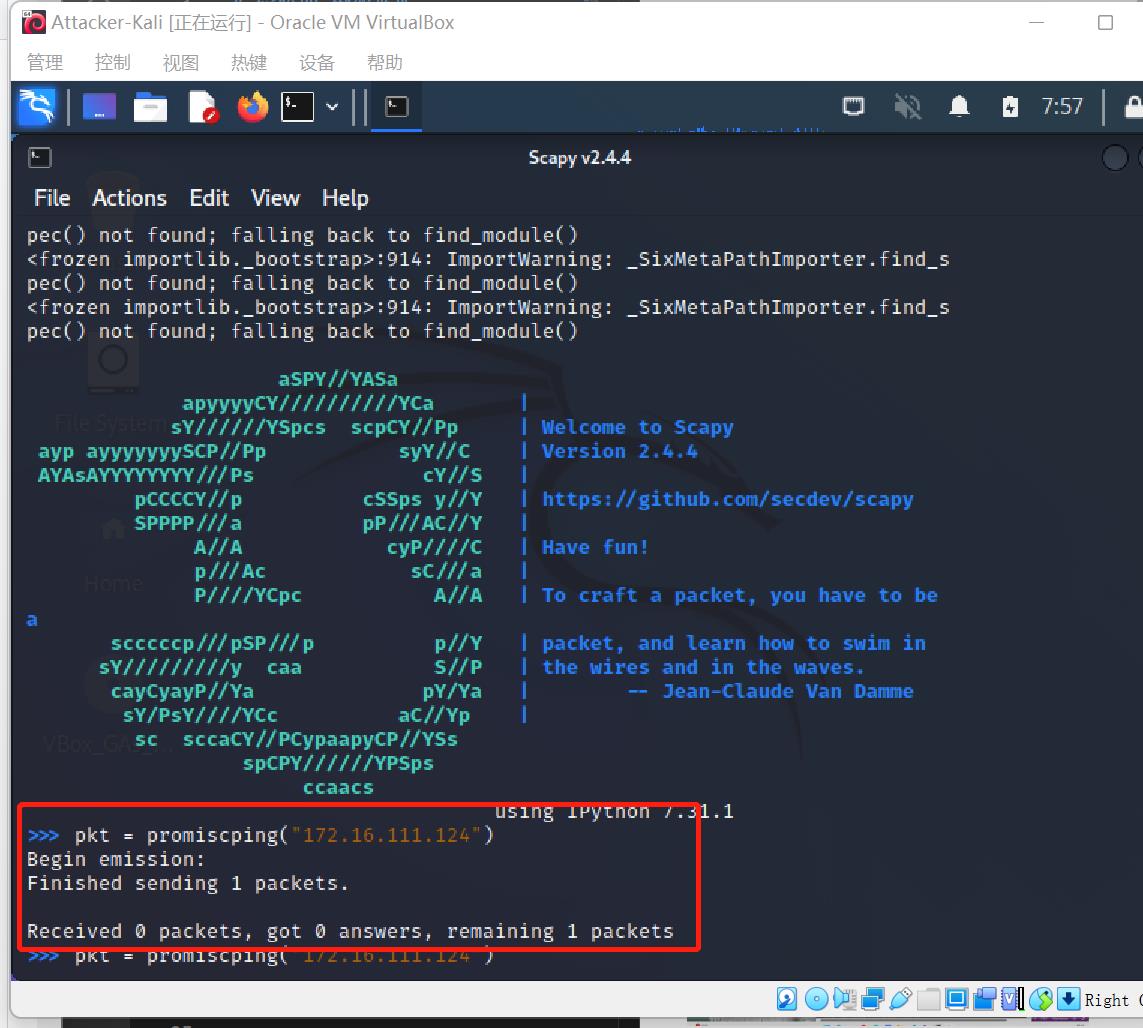 Attacker-Kali [正在运行] - Oracle VM VirtualBox
管理 控制 视图 热键 设备 帮助
7:57
Scapy v2.4.4
File Actions Edit View Help
pec() not found; falling back to find_module()
<frozen importlib._bootstrap>:914: ImportWarning: _SixMetaPathImporter.find_s
pec() not found; falling back to find_module()
<frozen importlib._bootstrap>:914: ImportWarning: _SixMetaPathImporter.find_s
pec() not found; falling back to find_module()
aSPY//YASa
apyyyyCY//////////YCa |
File System
sY//////YSpcs scpCY//Pp | Welcome to Scapy
ayp ayyyyyyySCP//Pp syY//C | Version 2.4.4
AYAsAYYYYYYYY///Ps cY//S |
pCCCCY//p cSSps y//Y | https://github.com/secdev/scapy
SPPPP///a pP///AC//Y |
A//A cyP////C | Have fun!
p///Ac sC///a |
Home
P////YCpc A//A | To craft a packet, you have to be
a
scccccp///pSP///p p//Y | packet, and learn how to swim in
sY/////////y caa S//P | the wires and in the waves.
cayCyayP//Ya pY/Ya | -- Jean-Claude Van Damme
sY/PsY////YCc aC//Yp |
sc sccaCY//PCypaapyCP//YSs
spCPY//////YPSps
ccaacs
using IPython 7.31.1
>>> pkt = promiscping("172.16.111.124")
Begin emission:
Finished sending 1 packets.
Received 0 packets, got 0 answers, remaining 1 packets
>>> pkt = promiscping("172.16.111.124")
Right